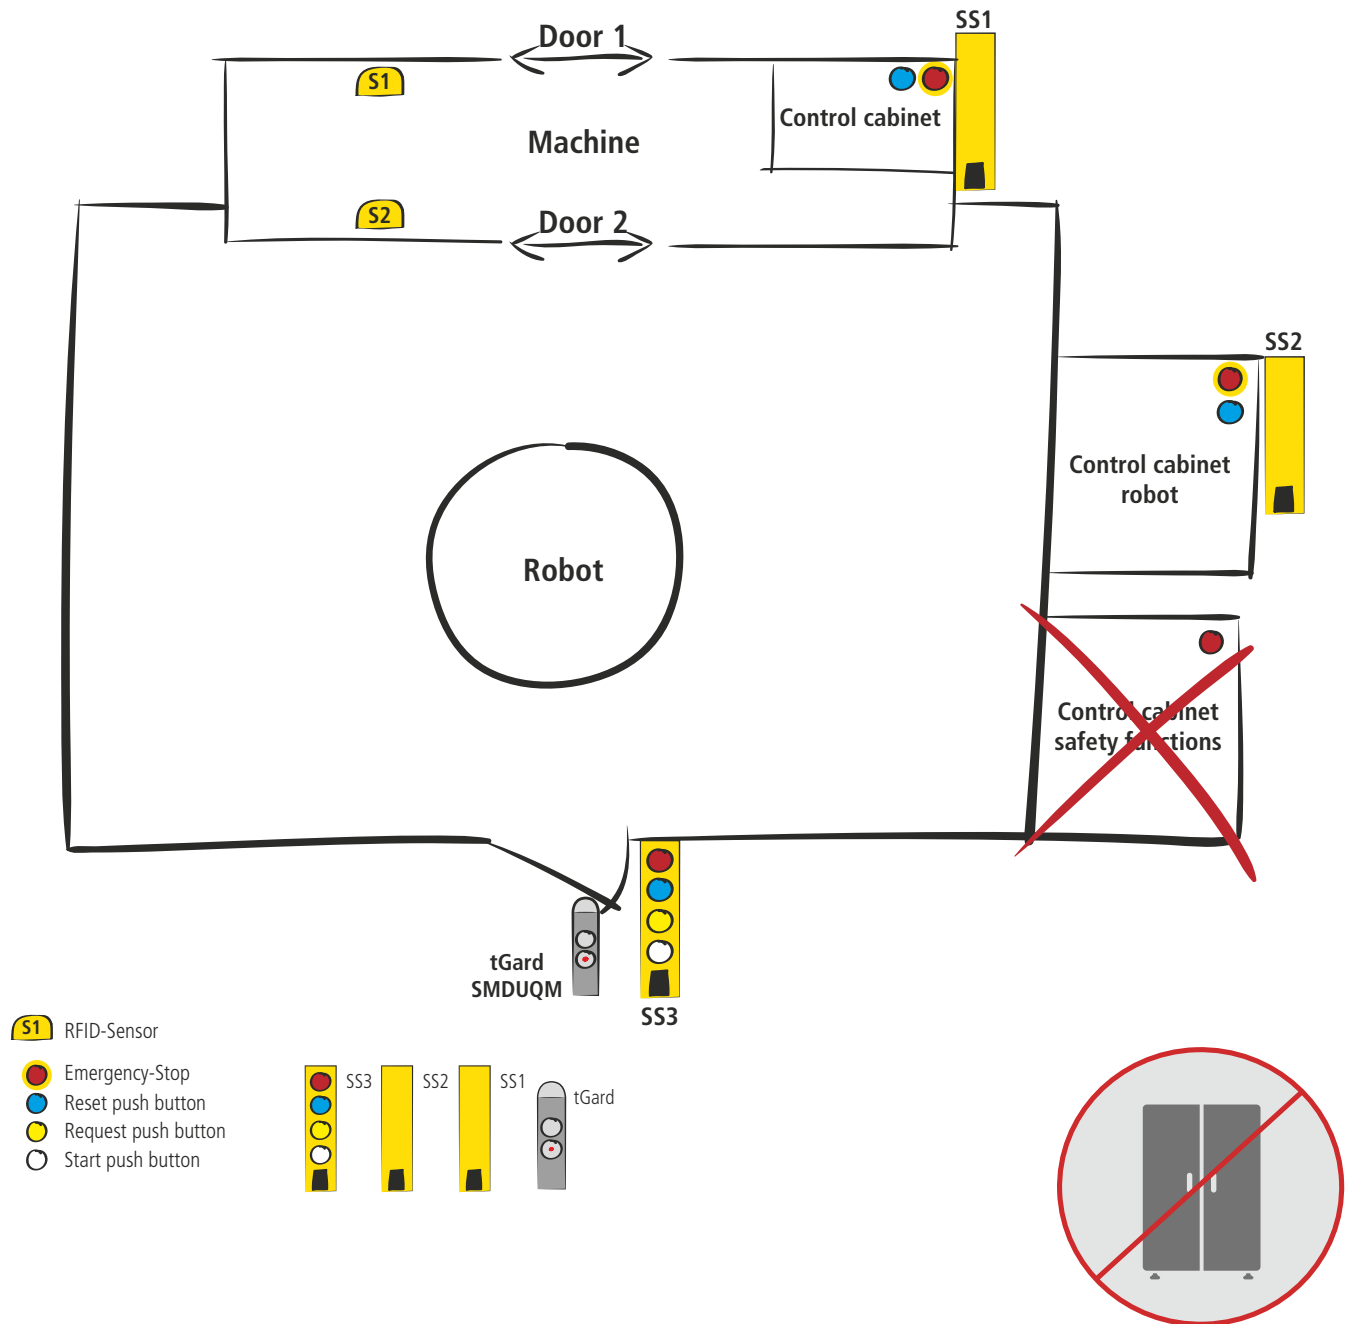 SS1
Door 1
S1
Control cabinet
Machine
S2
Door 2
SS2
Control cabinet
robot
Robot
Control cabinet
safety functions
tGard
SMDUQM
SS3
S1 RFID-Sensor
Emergency-Stop
Reset push button
Request push button
Start push button
SS3
SS2
SS1
tGard